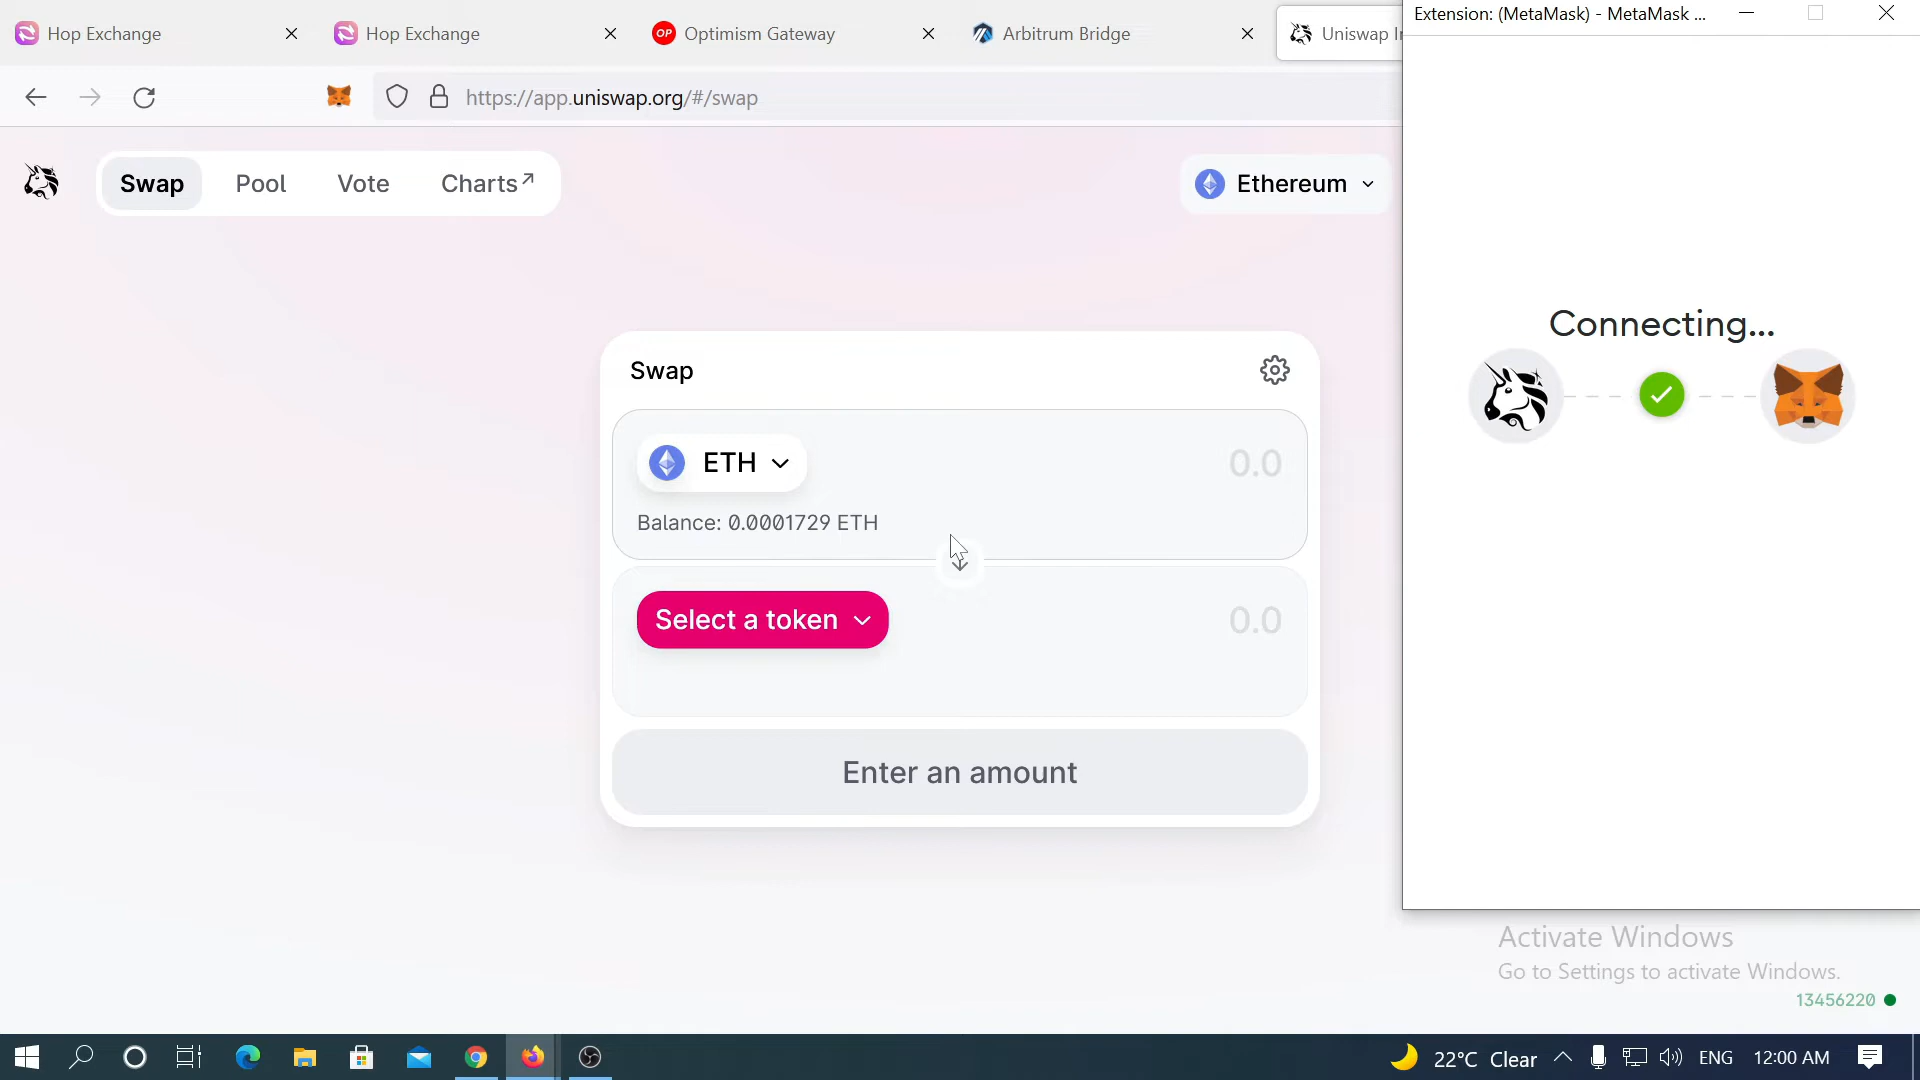 Hop Exchange
Hop Exchange
Optimism Gateway
Arbitrum Bridge
Uniswap
Extension: (MetaMask) - MetaMask ...
https://app.uniswap.org/#/swap
Swap
Pool
Vote
Charts↗
Ethereum
Connecting...
Swap
ETH
0.0
Balance: 0.0001729 ETH
Select a token
0.0
Enter an amount
Activate Windows
Go to Settings to activate Windows.
13456220
22°C Clear
ENG
12:00 AM